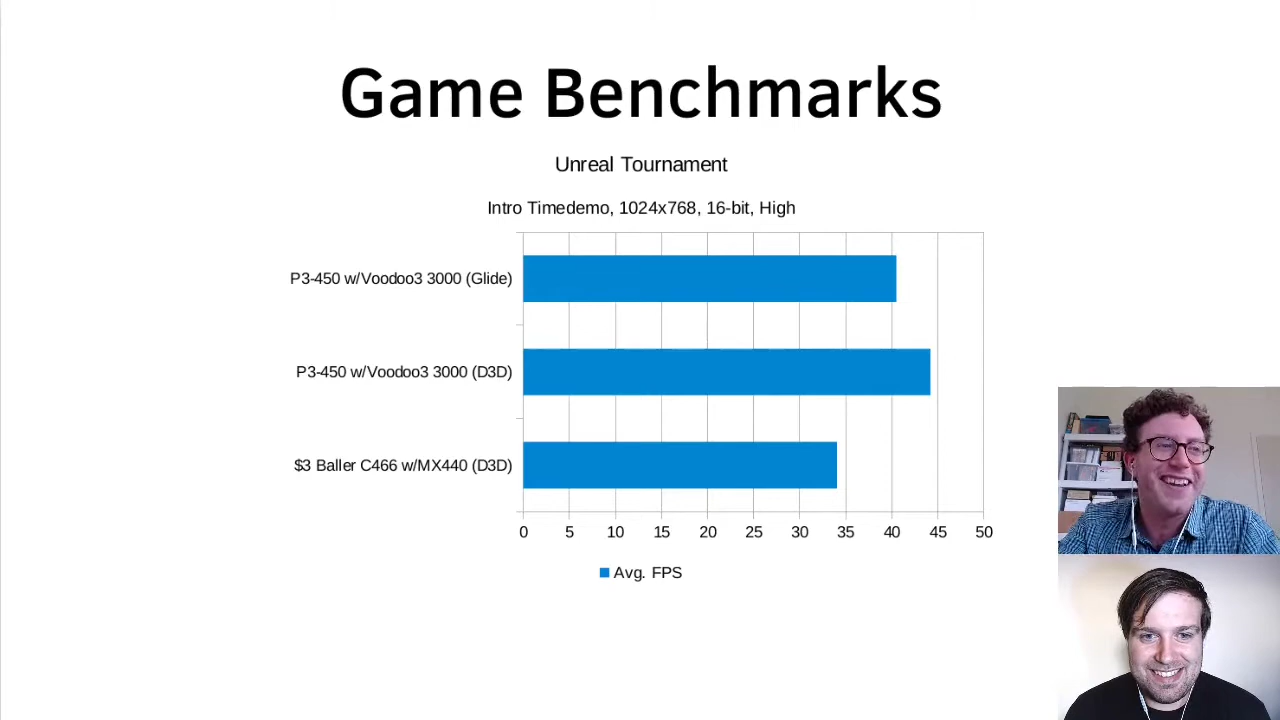 Game Benchmarks
Unreal Tournament
Intro Timedemo, 1024x768, 16-bit, High
P3-450 w/Voodoo3 3000 (Glide)
P3-450 w/Voodoo3 3000 (D3D)
$3 Baller C466 w/MX440 (D3D)
0 5 10 15 20 25 30 35 40 45 50
Avg. FPS